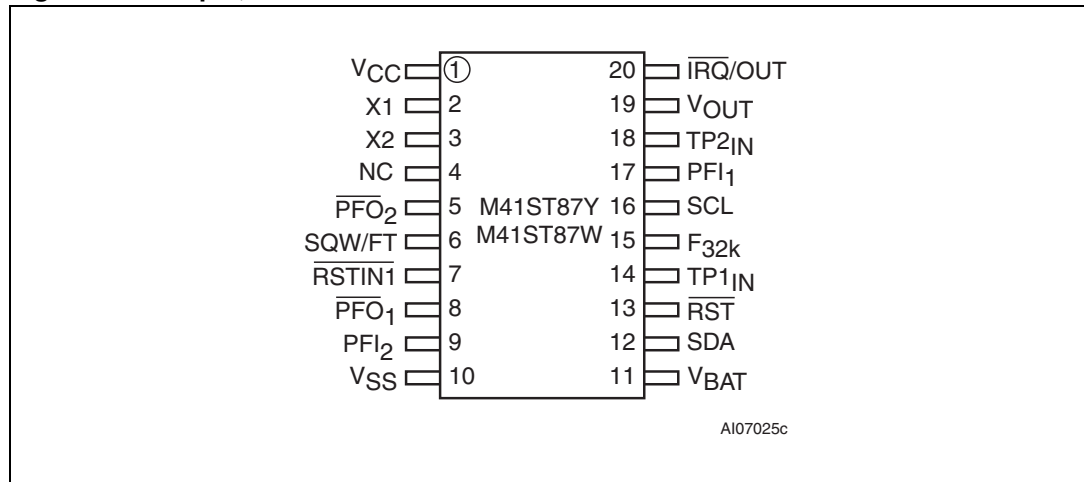 VCC 1 20 IRQ/OUT
X1 2 19 VOUT
X2 3 18 TP2IN
NC 4 17 PFI1
PFO2 5 M41ST87Y 16 SCL
SQW/FT 6 M41ST87W 15 F32k
RSTIN1 7 14 TP1IN
PFO1 8 13 RST
PFI2 9 12 SDA
VSS 10 11 VBAT
AI07025c